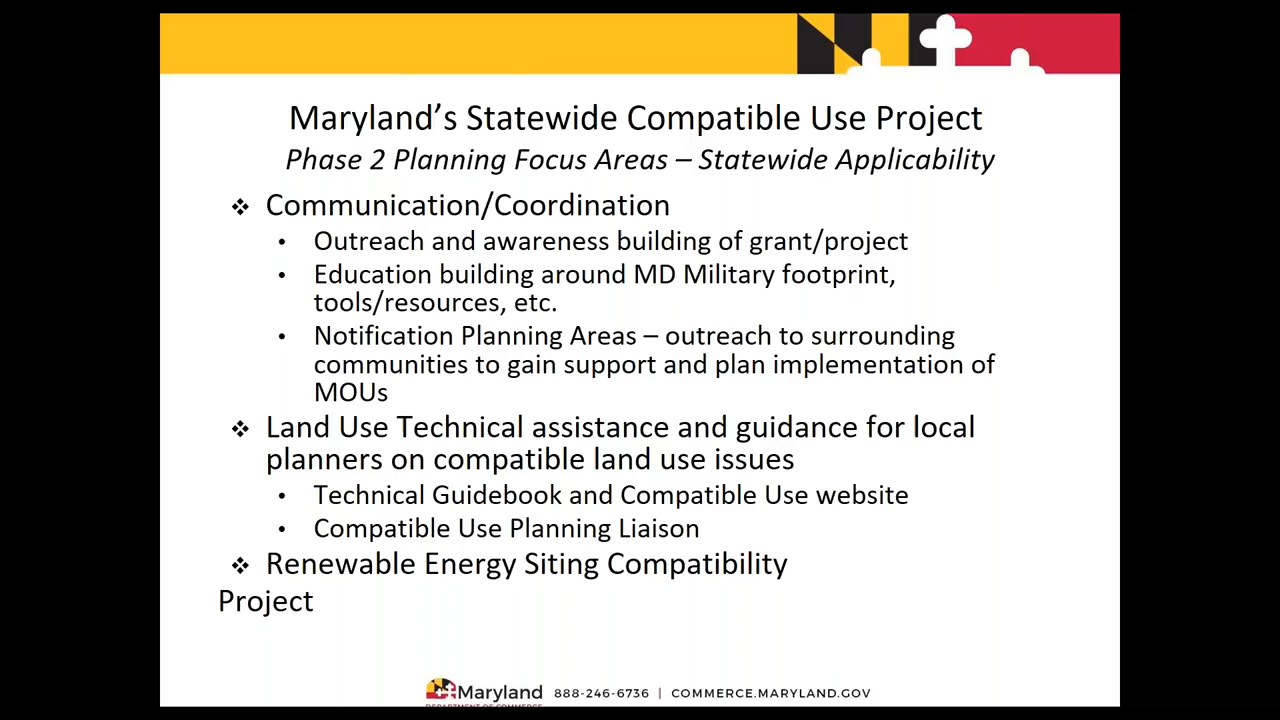 Maryland’s Statewide Compatible Use Project
Phase 2 Planning Focus Areas – Statewide Applicability
❖ Communication/Coordination
• Outreach and awareness building of grant/project
• Education building around MD Military footprint,
tools/resources, etc.
• Notification Planning Areas – outreach to surrounding
communities to gain support and plan implementation of
MOUs
❖ Land Use Technical assistance and guidance for local
planners on compatible land use issues
• Technical Guidebook and Compatible Use website
• Compatible Use Planning Liaison
❖ Renewable Energy Siting Compatibility
Project
Maryland 888-246-6736 | COMMERCE.MARYLAND.GOV
DEPARTMENT OF COMMERCE